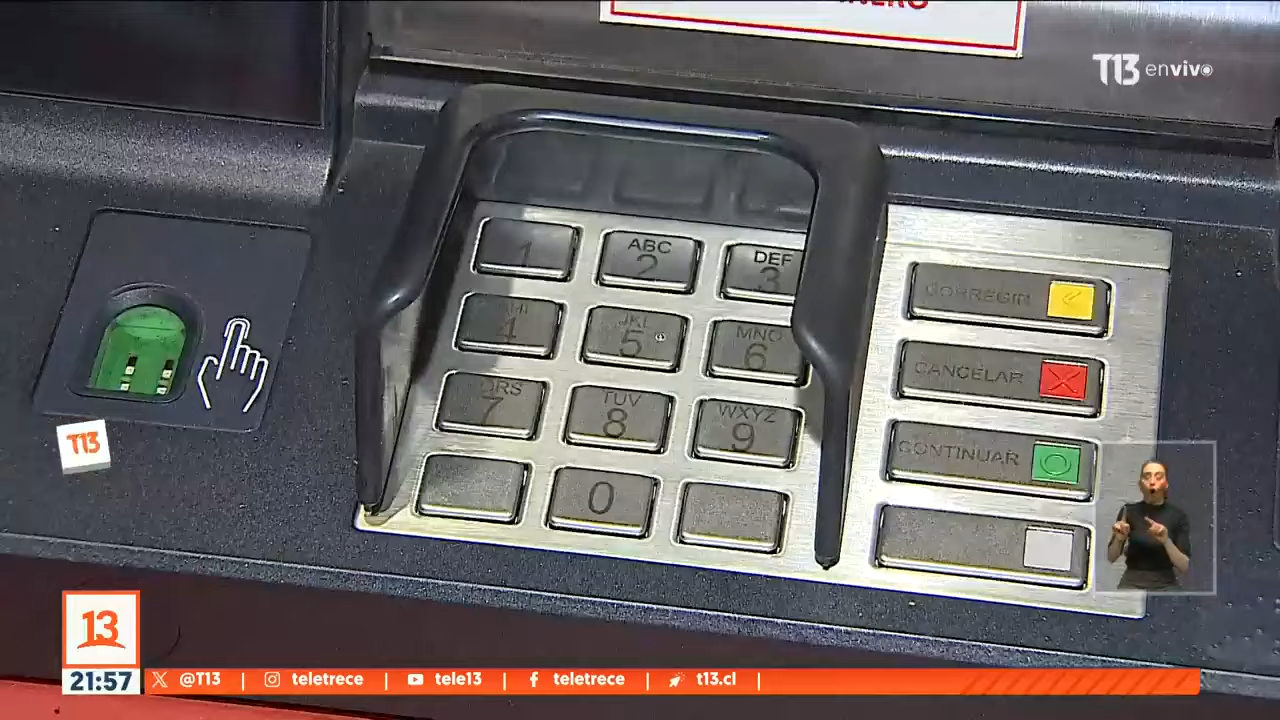 T13 envivo
1
ABC
2
DEF
3
CORREGIR
4
JKL
5
MNO
6
CANCELAR
7
TUV
8
WXYZ
9
CONTINUAR
0
T13
13
21:57
@T13 | teletrece | tele13 | teletrece | t13.cl |